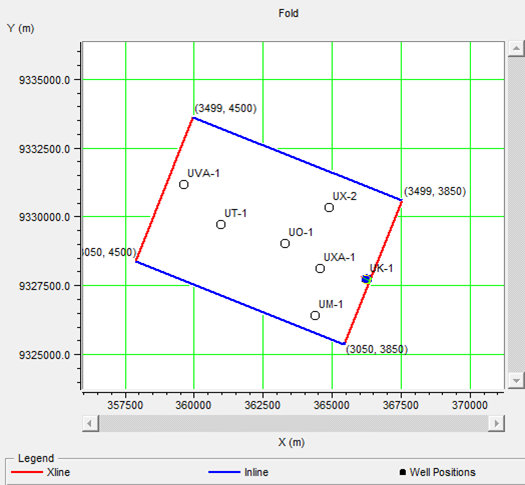 Fold
Y (m)
9335000.0
(3499, 4500)
9332500.0
UVA-1
(3499, 3850)
UX-2
9330000.0
UT-1
UO-1
050, 4500)
UXA-1
UK-1
9327500.0
UM-1
9325000.0
(3050, 3850)
357500 360000 362500 365000 367500 370000
X (m)
Legend
Xline Inline Well Positions